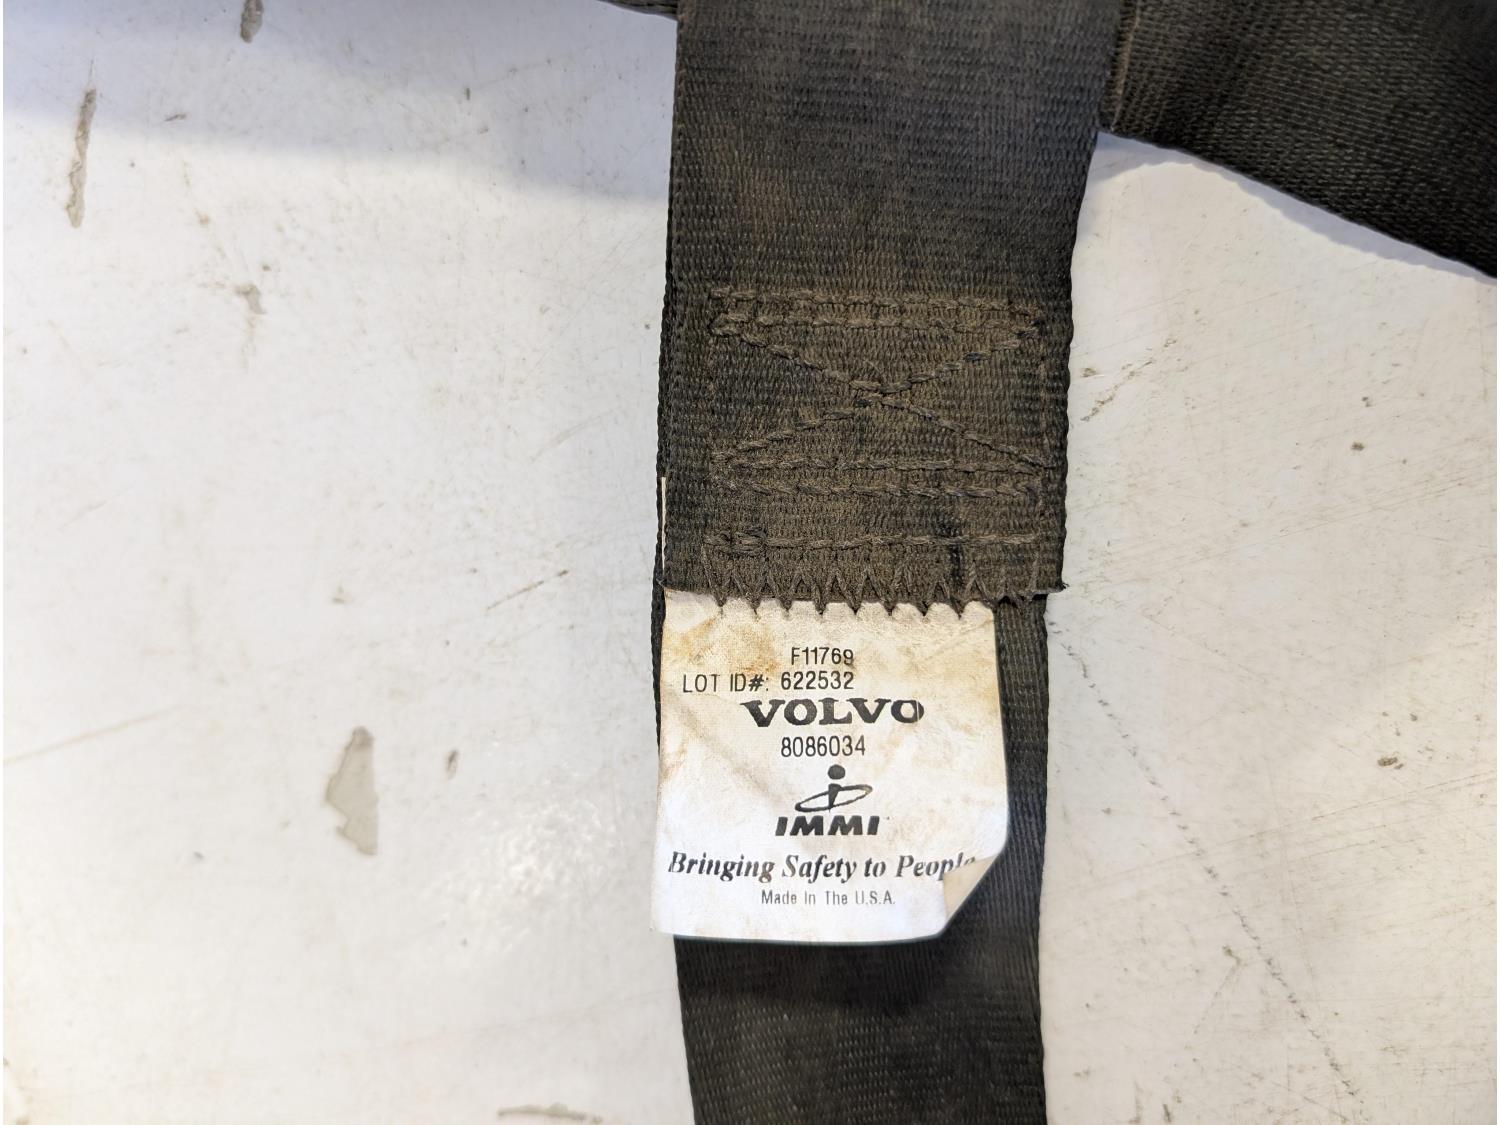 F11769
LOT ID#: 622532
VOLVO
8086034
IMMI
Bringing Safety to People
Made In The U.S.A.